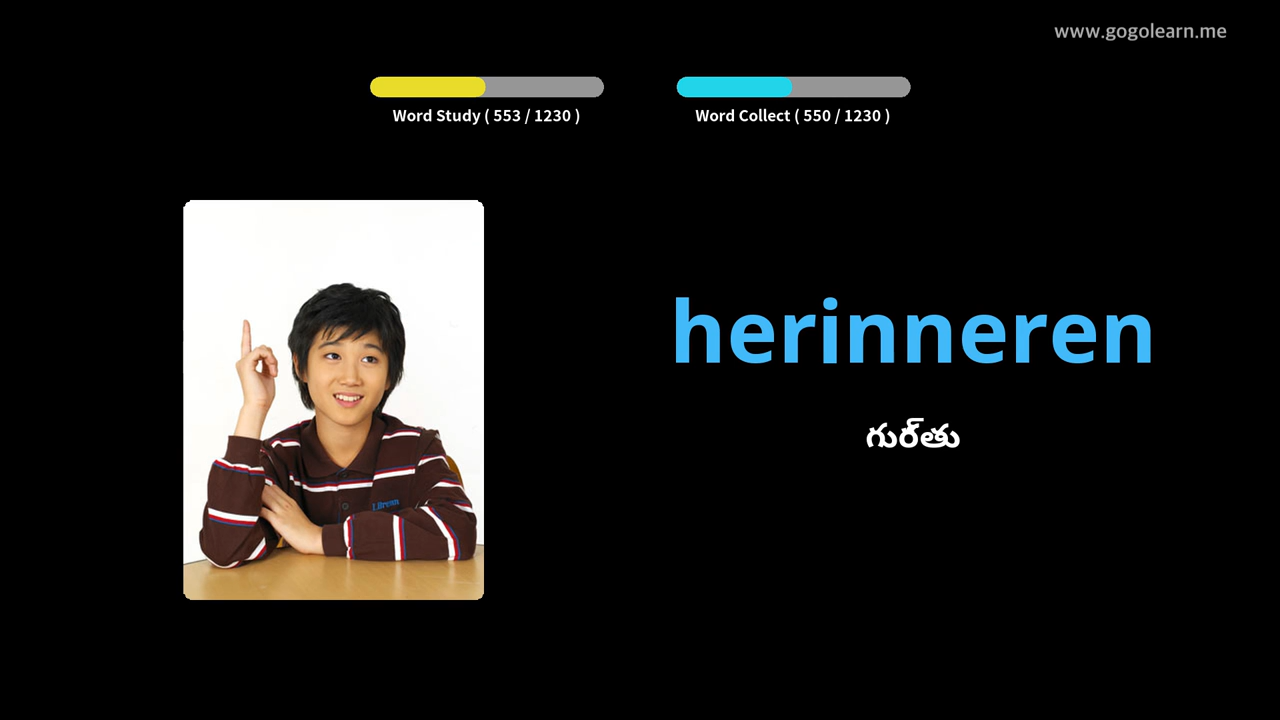 www.gogolearn.me
Word Study ( 553 / 1230 )
Word Collect ( 550 / 1230 )
herinneren
గుర్తు